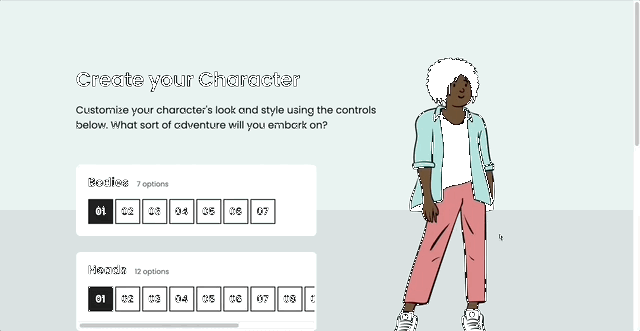 Create your Character
Customize your character's look and style using the controls
below. What sort of adventure will you embark on?
Bodies 7 options
01 02 03 04 05 06 07
Heads 12 options
01 02 03 04 05 06 07 08